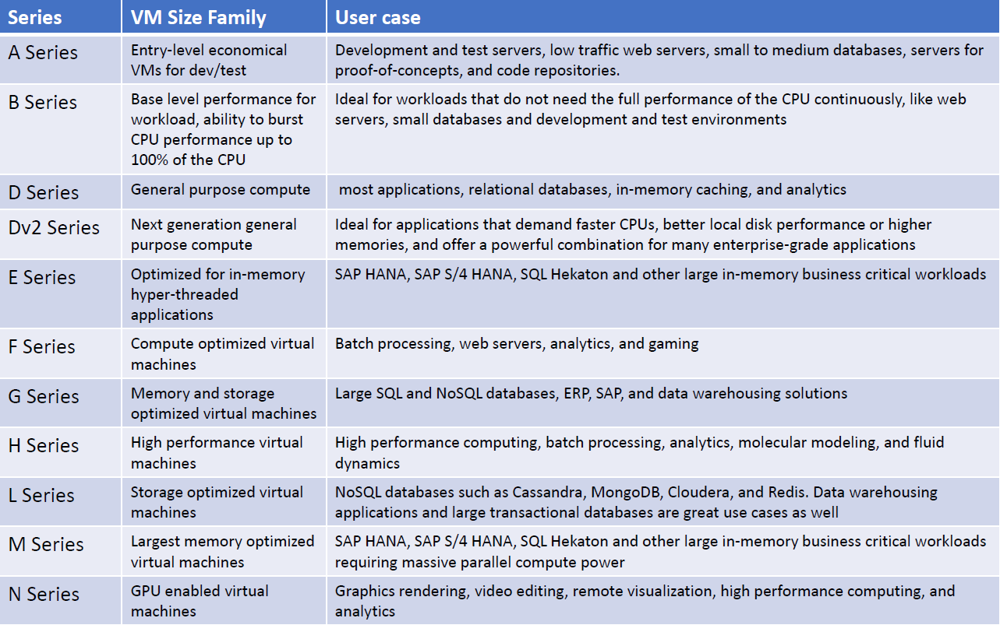 Series VM Size Family User case
A Series Entry-level economical Development and test servers, low traffic web servers, small to medium databases, servers for
VMs for dev/test proof-of-concepts, and code repositories.
B Series Base level performance for Ideal for workloads that do not need the full performance of the CPU continuously, like web
workload, ability to burst servers, small databases and development and test environments
CPU performance up to
100% of the CPU
D Series General purpose compute most applications, relational databases, in-memory caching, and analytics
Dv2 Series Next generation general Ideal for applications that demand faster CPUs, better local disk performance or higher
purpose compute memories, and offer a powerful combination for many enterprise-grade applications
E Series Optimized for in-memory SAP HANA, SAP S/4 HANA, SQL Hekaton and other large in-memory business critical workloads
hyper-threaded
applications
F Series Compute optimized virtual Batch processing, web servers, analytics, and gaming
machines
G Series Memory and storage Large SQL and NoSQL databases, ERP, SAP, and data warehousing solutions
optimized virtual machines
H Series High performance virtual High performance computing, batch processing, analytics, molecular modeling, and fluid
machines dynamics
L Series Storage optimized virtual NoSQL databases such as Cassandra, MongoDB, Cloudera, and Redis. Data warehousing
machines applications and large transactional databases are great use cases as well
M Series Largest memory optimized SAP HANA, SAP S/4 HANA, SQL Hekaton and other large in-memory business critical workloads
virtual machines requiring massive parallel compute power
N Series GPU enabled virtual Graphics rendering, video editing, remote visualization, high performance computing, and
machines analytics